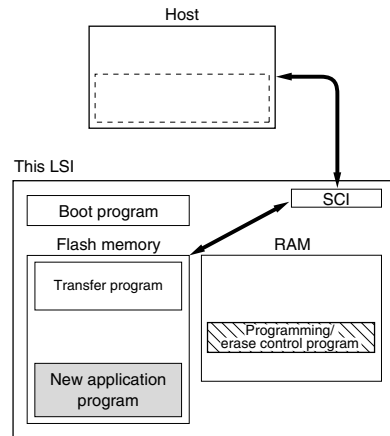 Host
This LSI
SCI
Boot program
Flash memory
RAM
Transfer program
Programming/
erase control program
New application
program